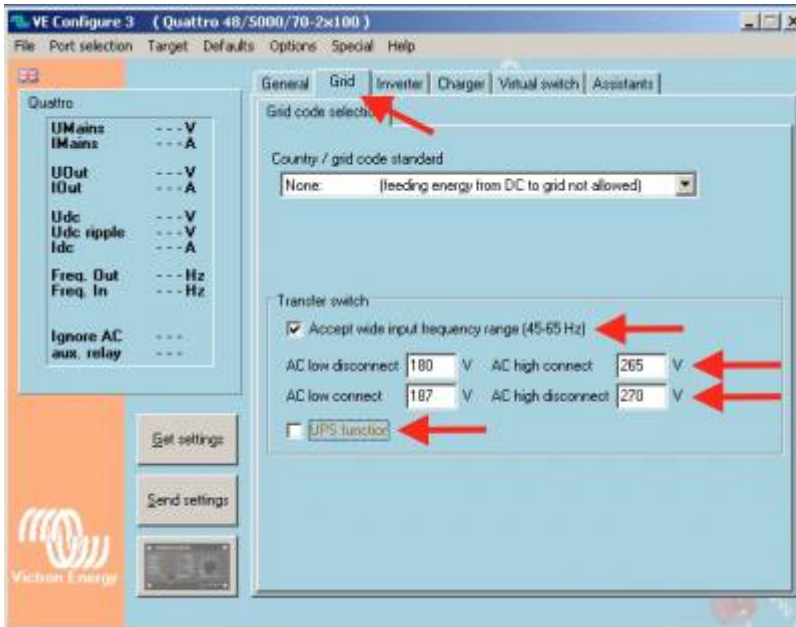 VE Configure 3 ( Quattro 48/5000/70-2x100 )
File Port selection Target Defaults Options Special Help
General Grid Inverter Charger Virtual switch Assistants
Quattro
Grid code selection
UMains ---V
IMains ---A
UOut ---V
IOut ---A
Udc ---V
Udc ripple ---V
Idc ---A
Freq. Out ---Hz
Freq. In ---Hz
Ignore AC ---
aux. relay ---
Country / grid code standard
None: (feeding energy from DC to grid not allowed)
Transfer switch
Accept wide input frequency range (45-65 Hz)
AC low disconnect 180 V AC high connect 265 V
AC low connect 187 V AC high disconnect 270 V
UPS function
Get settings
Send settings
Victron Energy